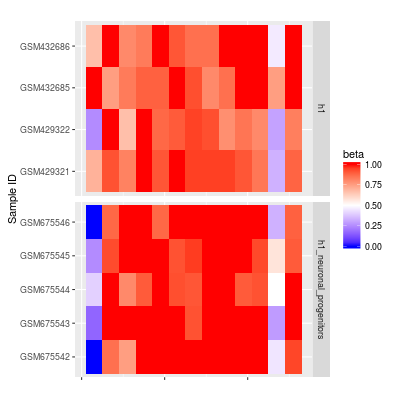 Sample ID
GSM432686
GSM432685
GSM429322
GSM429321
h1
GSM675546
GSM675545
GSM675544
GSM675543
GSM675542
h1_neuronal_progenitors
beta
1.00
0.75
0.50
0.25
0.00